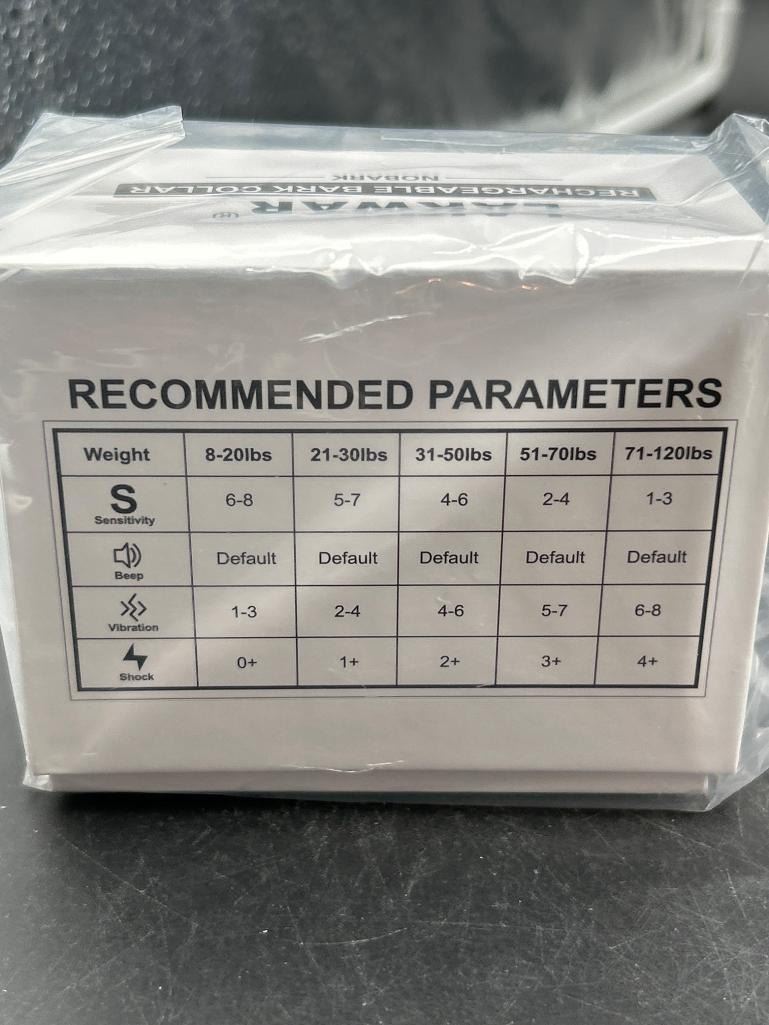 NOBARK
RECHARGEABLE BARK COLLAR
RECOMMENDED PARAMETERS
Weight 8-20lbs 21-30lbs 31-50lbs 51-70lbs 71-120lbs
S 6-8 5-7 4-6 2-4 1-3
Sensitivity
Default Default Default Default Default
Beep
1-3 2-4 4-6 5-7 6-8
Vibration
0+ 1+ 2+ 3+ 4+
Shock